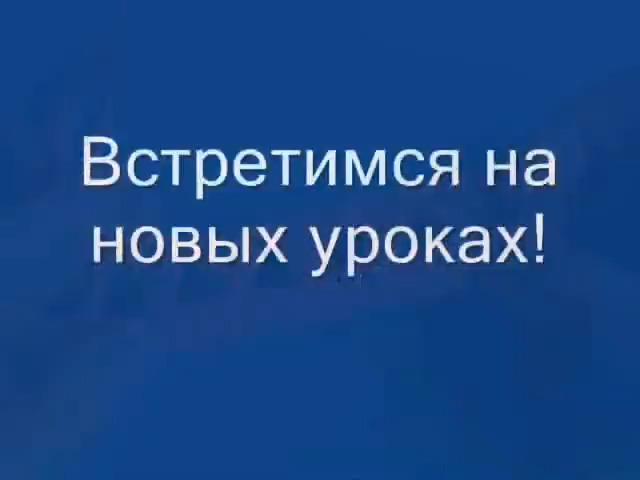 Встретимся на
новых уроках!